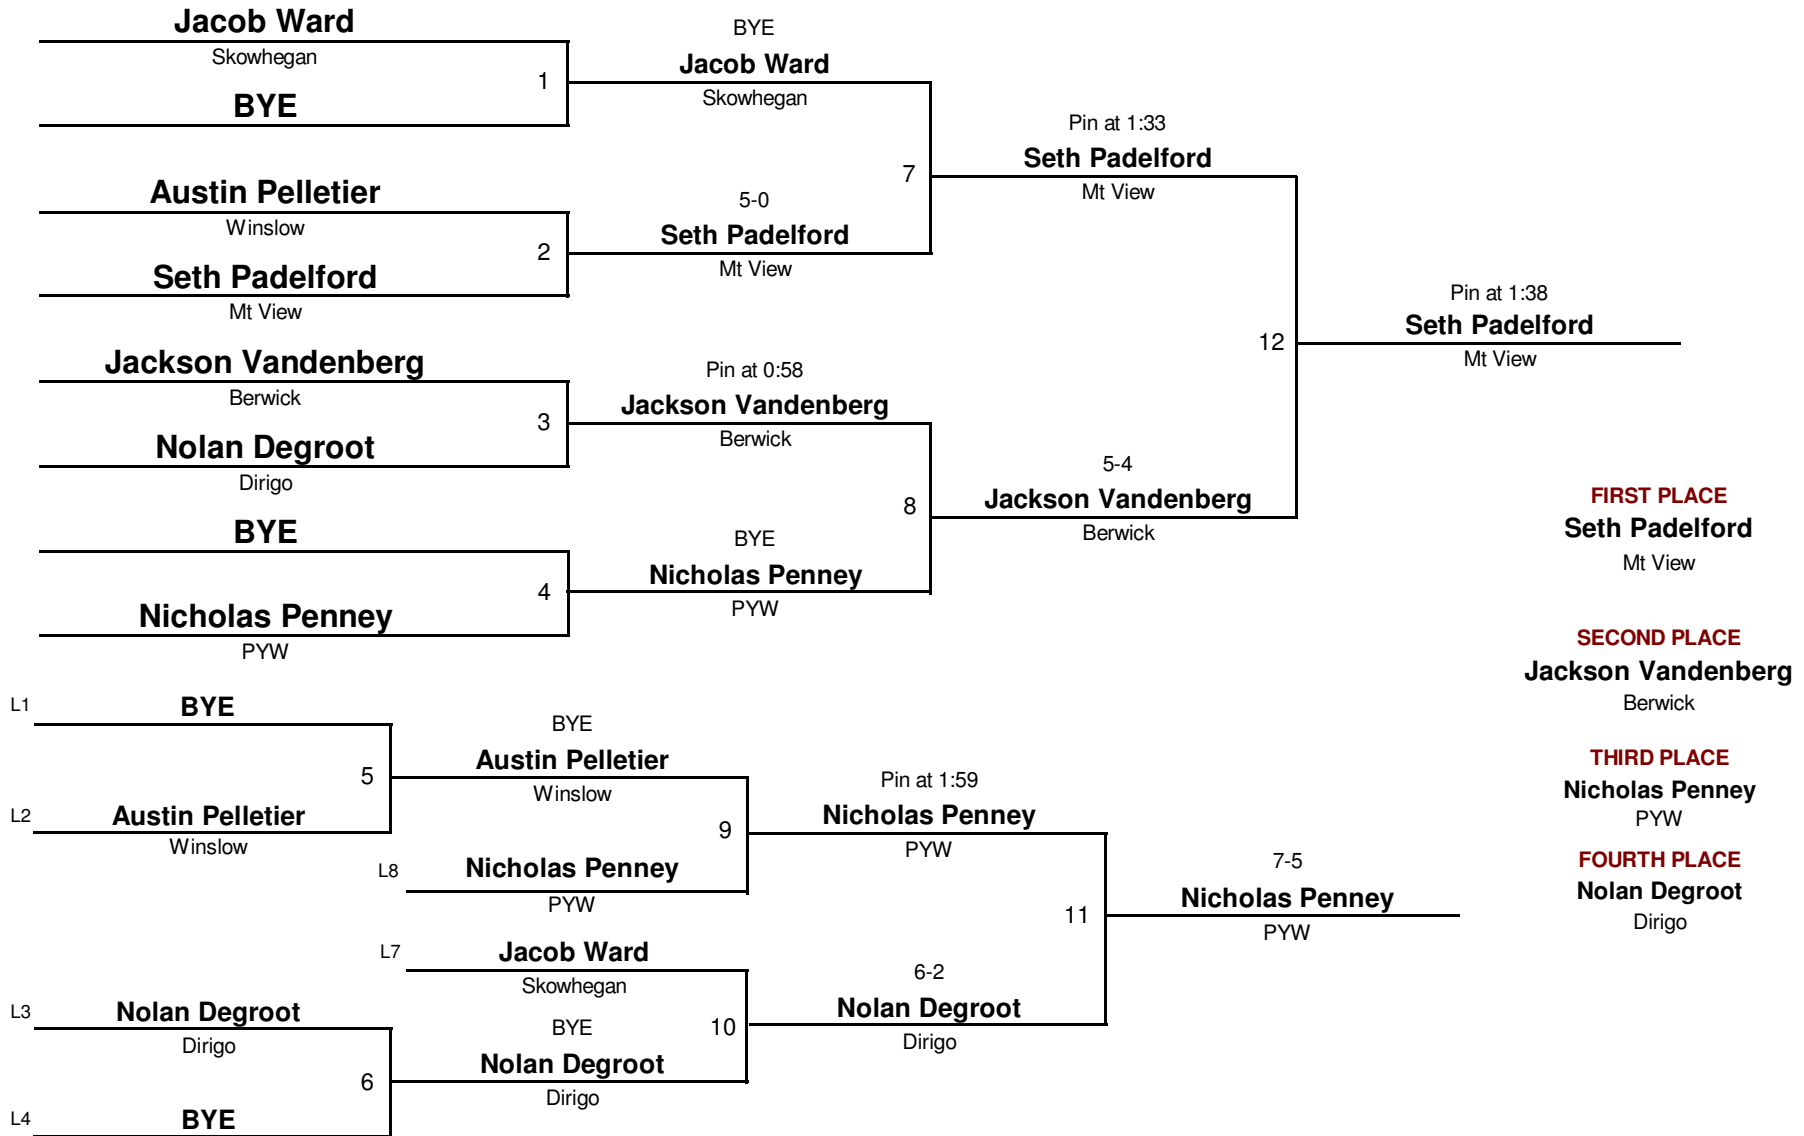 Jacob Ward
Skowhegan
1
BYE
BYE
Jacob Ward
Skowhegan
Austin Pelletier
Winslow
2
Seth Padelford
Mt View
5-0
Seth Padelford
Mt View
7
Pin at 1:33
Seth Padelford
Mt View
Jackson Vandenberg
Berwick
3
Nolan Degroot
Dirigo
Pin at 0:58
Jackson Vandenberg
Berwick
BYE
4
Nicholas Penney
PYW
BYE
Nicholas Penney
PYW
8
5-4
Jackson Vandenberg
Berwick
12
Pin at 1:38
Seth Padelford
Mt View
FIRST PLACE
Seth Padelford
Mt View
SECOND PLACE
Jackson Vandenberg
Berwick
THIRD PLACE
Nicholas Penney
PYW
FOURTH PLACE
Nolan Degroot
Dirigo
L1
BYE
5
L2
Austin Pelletier
Winslow
BYE
Austin Pelletier
Winslow
9
L8
Nicholas Penney
PYW
Pin at 1:59
Nicholas Penney
PYW
L7
Jacob Ward
Skowhegan
L3
Nolan Degroot
Dirigo
6
L4
BYE
BYE
Nolan Degroot
Dirigo
10
6-2
Nolan Degroot
Dirigo
11
7-5
Nicholas Penney
PYW